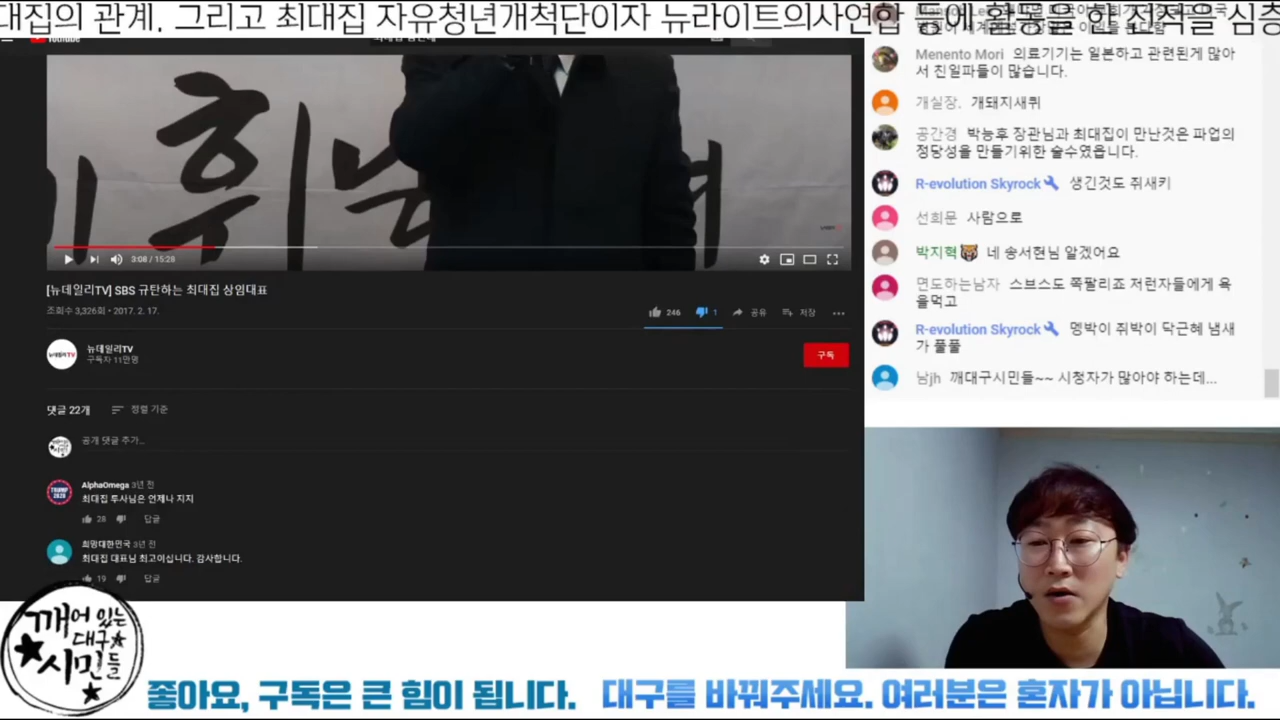 대집의 관계. 그리고 최대집 자유청년개척단이자 뉴라이트의사연합 등에 활동을 한 전적을 심층
YouTube
Menento Mori 의료기기는 일본하고 관련된게 많아
서 친일파들이 많습니다.
개실장. 개돼지새뀌
공간경 박능후 장관님과 최대집이 만난것은 파업의
정당성을 만들기위한 술수였읍니다.
R-evolution Skyrock 생긴것도 쥐새키
선희문 사람으로
박지혁 네 송서현님 알겠어요
면도하는남자 스브스도 쪽팔리죠 저런자들에게 욕
을먹고
R-evolution Skyrock 멩박이 쥐박이 닥근혜 냄새
가 풀풀
남jh 깨대구시민들~~ 시청자가 많아야 하는데...
휘
3:08 / 15:28
[뉴데일리TV] SBS 규탄하는 최대집 상임대표
조회수 3,326회 • 2017. 2. 17.
246
1
공유
저장
뉴데일리TV
뉴데일리TV
구독자 11만명
구독
댓글 22개
정렬 기준
공개 댓글 추가...
TRUMP
2020
AlphaOmega 3년 전
최대집 투사님은 언제나 지지
28
답글
희망대한민국 3년 전
최대집 대표님 최고이십니다. 감사합니다.
19
답글
깨어 있는
대구
시민들
좋아요, 구독은 큰 힘이 됩니다.
대구를 바꿔주세요. 여러분은 혼자가 아닙니다.